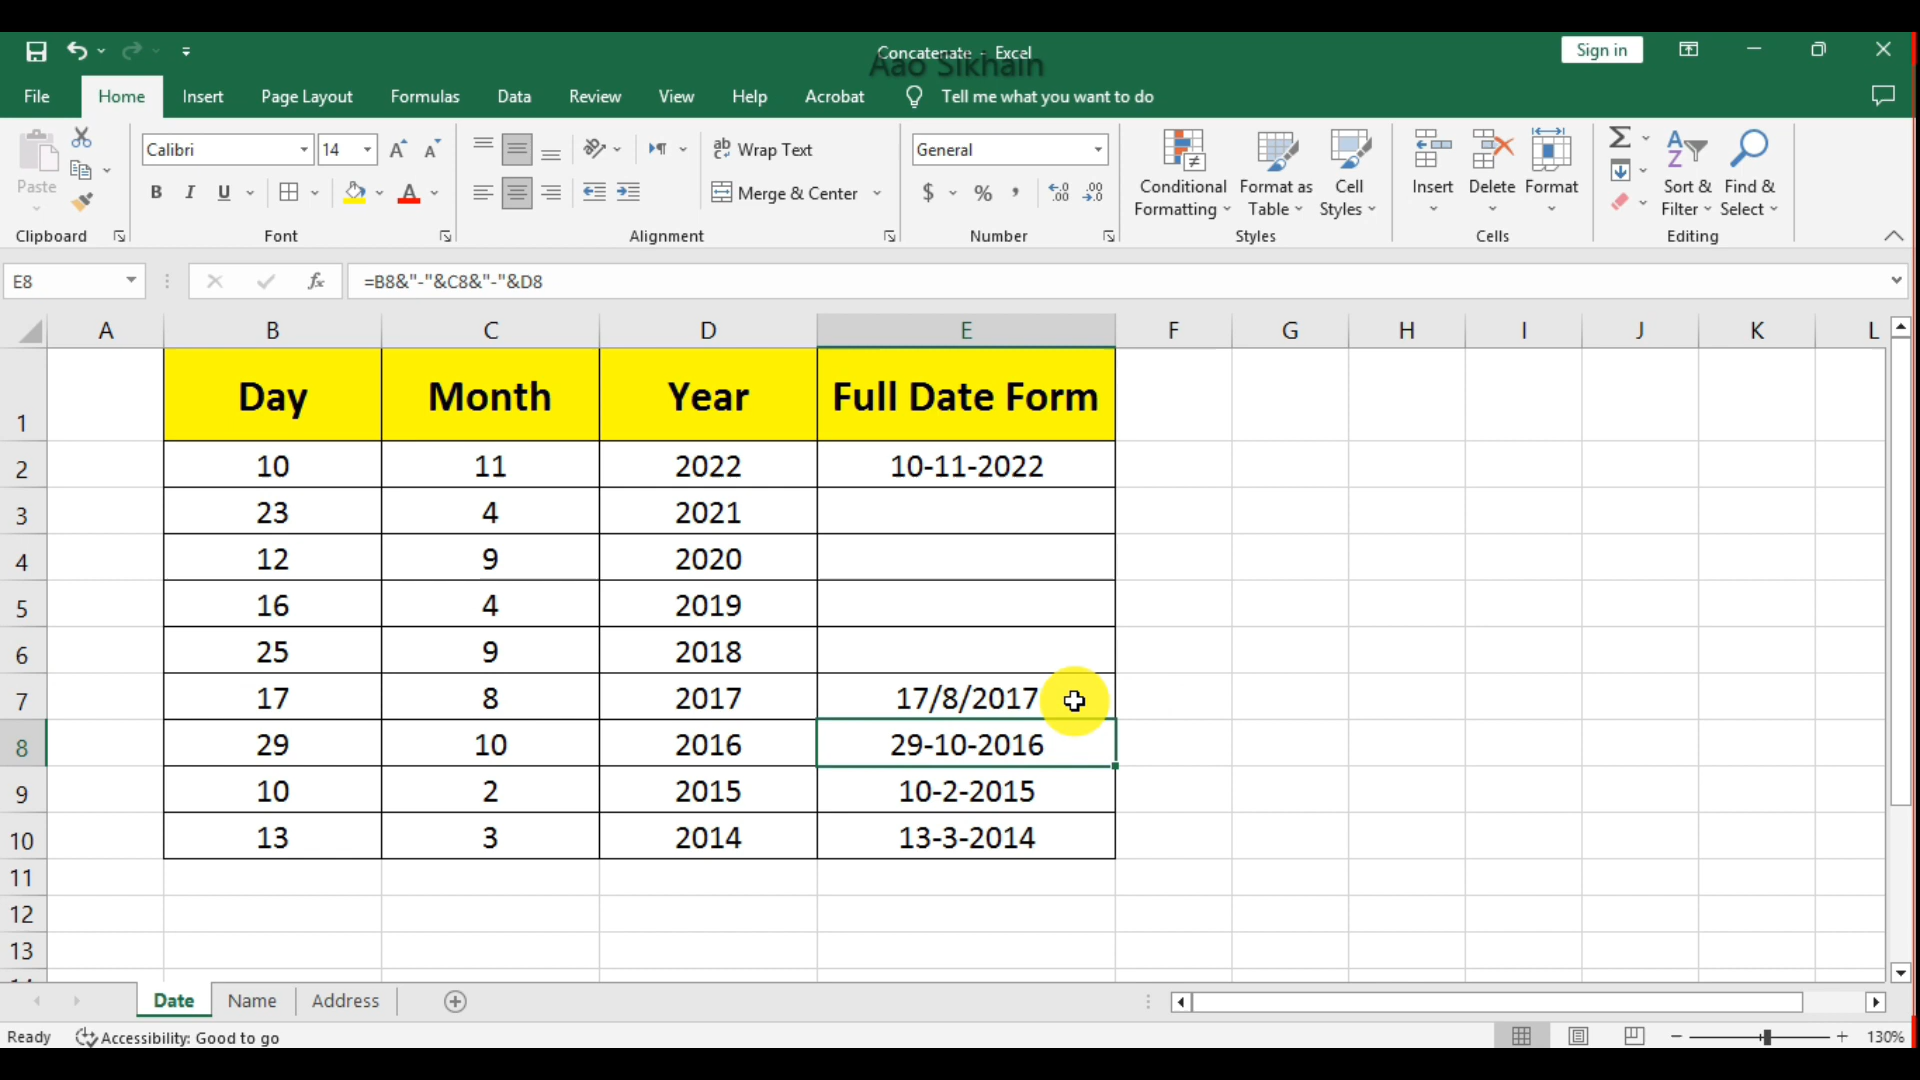 Concatenate - Excel
Aao Sikhain
Sign in
File Home Insert Page Layout Formulas Data Review View Help Acrobat Tell me what you want to do
Calibri 14 Wrap Text General
Paste B I U Merge & Center $ % , Conditional Formatting Format as Table Cell Styles Insert Delete Format Sort & Filter Find & Select
Clipboard Font Alignment Number Styles Cells Editing
E8 fx =B8&"-"&C8&"-"&D8
A B C D E F G H I J K L
1 Day Month Year Full Date Form
2 10 11 2022 10-11-2022
3 23 4 2021
4 12 9 2020
5 16 4 2019
6 25 9 2018
7 17 8 2017 17/8/2017
8 29 10 2016 29-10-2016
9 10 2 2015 10-2-2015
10 13 3 2014 13-3-2014
11
12
13
Date Name Address
Ready Accessibility: Good to go 130%